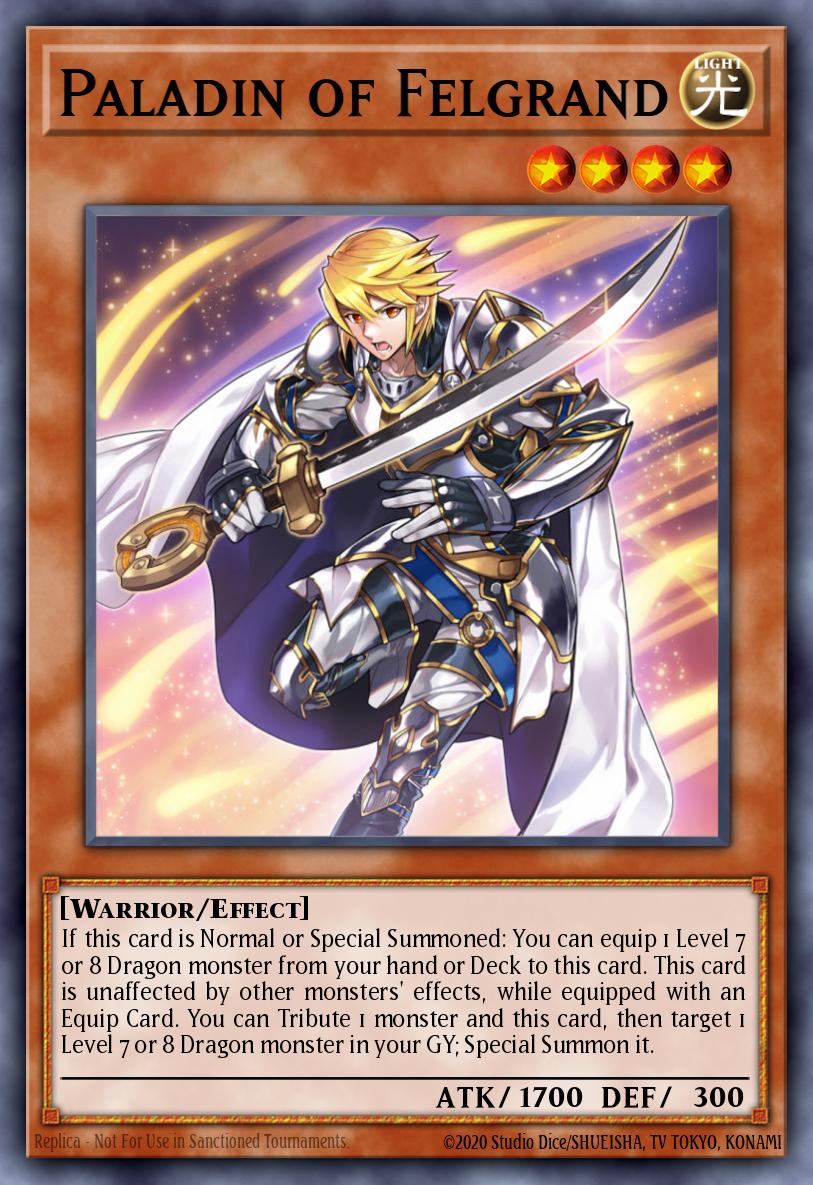 Paladin of Felgrand
LIGHT
光
[Warrior/Effect]
If this card is Normal or Special Summoned: You can equip 1 Level 7
or 8 Dragon monster from your hand or Deck to this card. This card
is unaffected by other monsters' effects, while equipped with an
Equip Card. You can Tribute 1 monster and this card, then target 1
Level 7 or 8 Dragon monster in your GY; Special Summon it.
ATK/ 1700 DEF/ 300
Replica - Not For Use in Sanctioned Tournaments.
©2020 Studio Dice/SHUEISHA, TV TOKYO, KONAMI